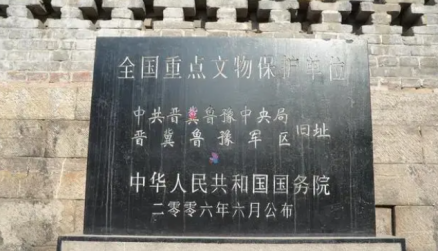 全国重点文物保护单位
中共晋冀鲁豫中央局
晋冀鲁豫军区旧址
中华人民共和国国务院
二零零六年六月公布